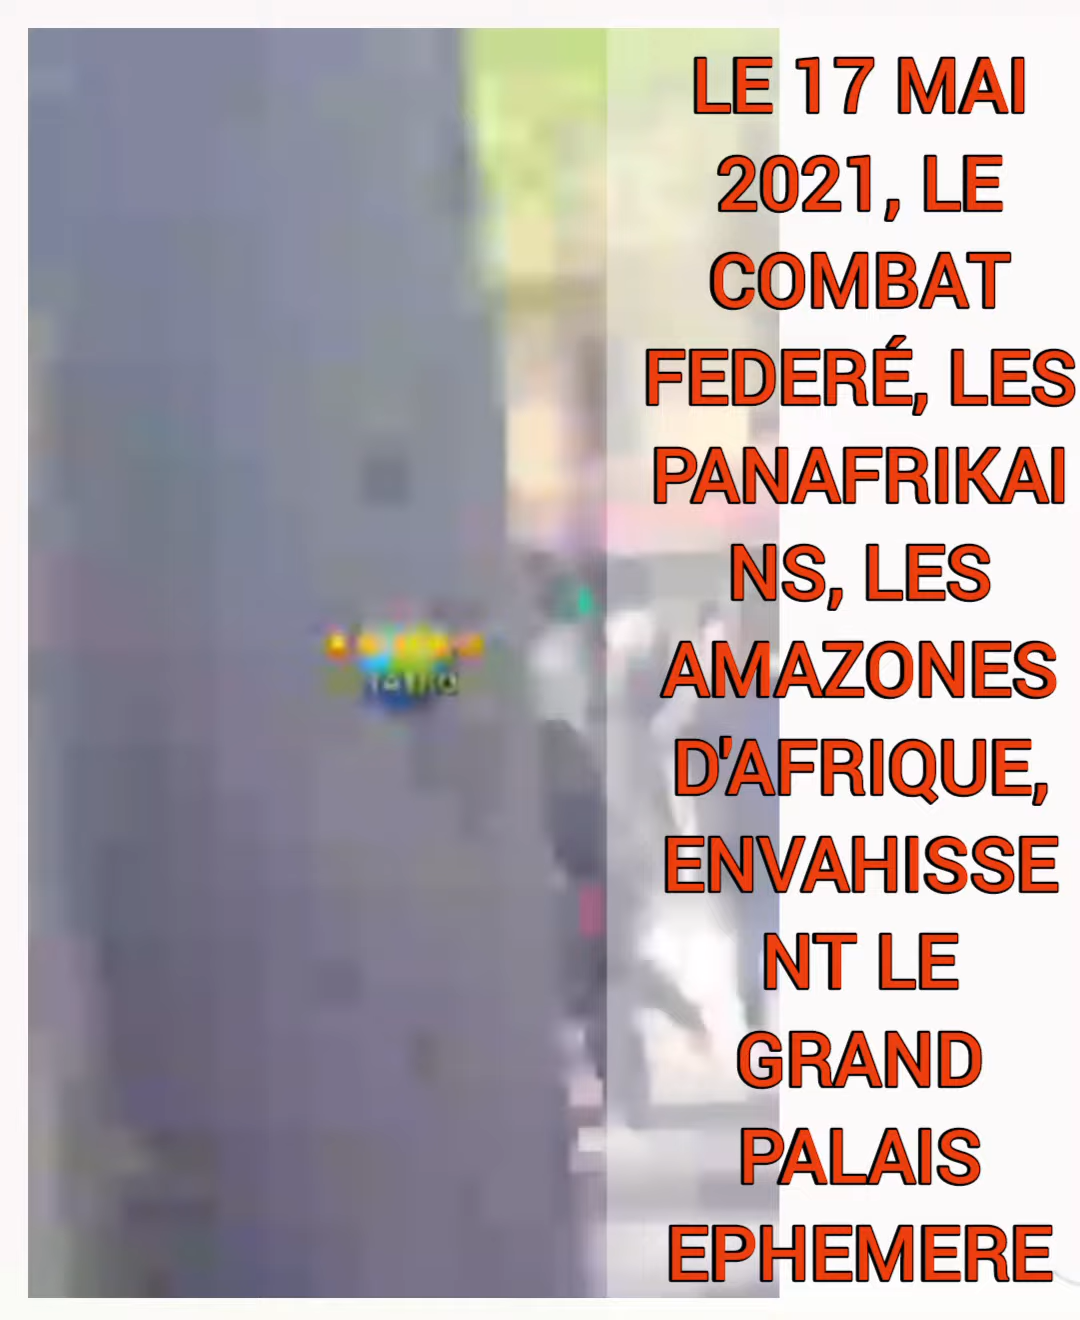 LE 17 MAI
2021, LE
COMBAT
FEDERÉ, LES
PANAFRIKAI
NS, LES
AMAZONES
D'AFRIQUE,
ENVAHISSE
NT LE
GRAND
PALAIS
EPHEMERE